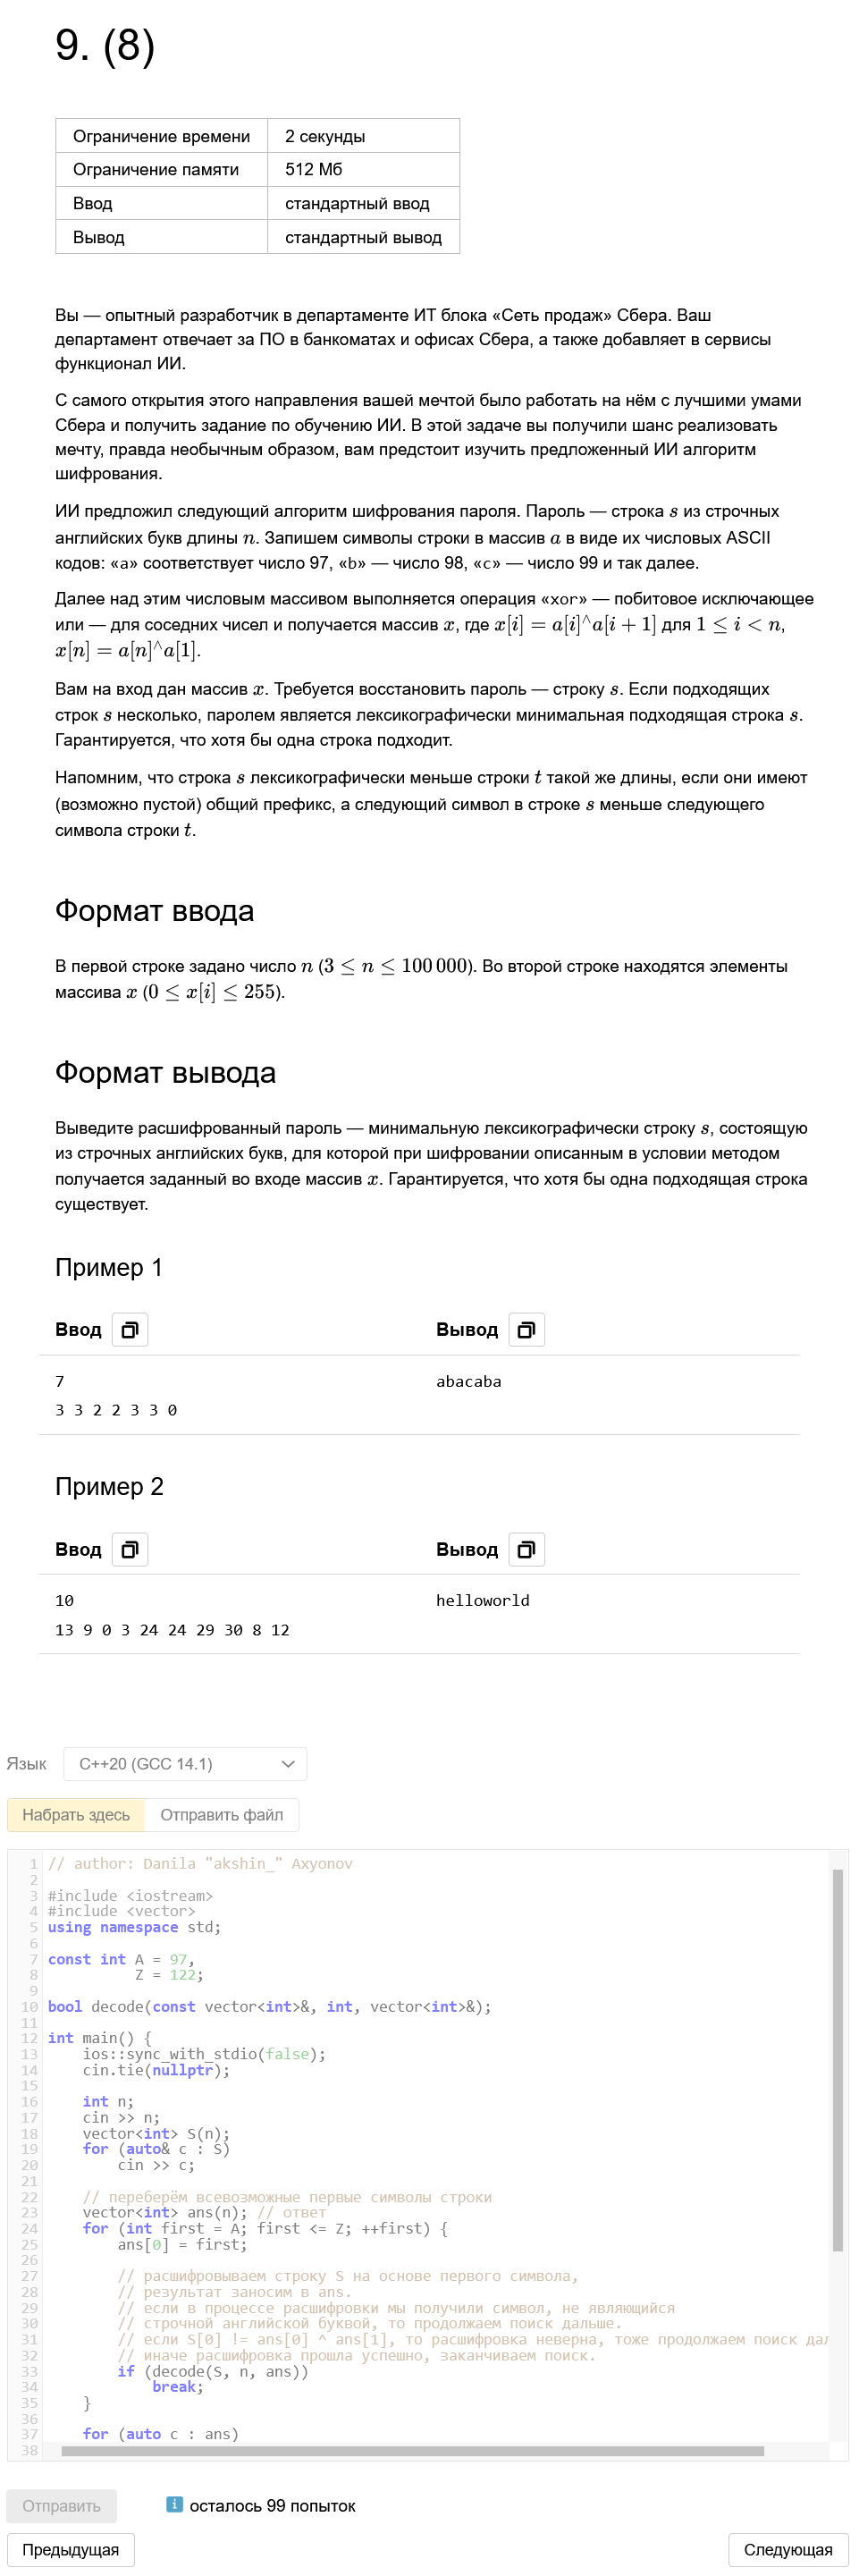 9. (8)
Ограничение времени 2 секунды
Ограничение памяти 512 Мб
Ввод стандартный ввод
Вывод стандартный вывод
Вы — опытный разработчик в департаменте ИТ блока «Сеть продаж» Сбера. Ваш
департамент отвечает за ПО в банкоматах и офисах Сбера, а также добавляет в сервисы
функционал ИИ.
С самого открытия этого направления вашей мечтой было работать на нём с лучшими умами
Сбера и получить задание по обучению ИИ. В этой задаче вы получили шанс реализовать
мечту, правда необычным образом, вам предстоит изучить предложенный ИИ алгоритм
шифрования.
ИИ предложил следующий алгоритм шифрования пароля. Пароль — строка s из строчных
английских букв длины n. Запишем символы строки в массив a в виде их числовых ASCII
кодов: «a» соответствует число 97, «b» — число 98, «c» — число 99 и так далее.
Далее над этим числовым массивом выполняется операция «xor» — побитовое исключающее
или — для соседних чисел и получается массив x, где x[i] = a[i]^a[i + 1] для 1 ≤ i < n,
x[n] = a[n]^a[1].
Вам на вход дан массив x. Требуется восстановить пароль — строку s. Если подходящих
строк s несколько, паролем является лексикографически минимальная подходящая строка s.
Гарантируется, что хотя бы одна строка подходит.
Напомним, что строка s лексикографически меньше строки t такой же длины, если они имеют
(возможно пустой) общий префикс, а следующий символ в строке s меньше следующего
символа строки t.
Формат ввода
В первой строке задано число n (3 ≤ n ≤ 100 000). Во второй строке находятся элементы
массива x (0 ≤ x[i] ≤ 255).
Формат вывода
Выведите расшифрованный пароль — минимальную лексикографически строку s, состоящую
из строчных английских букв, для которой при шифровании описанным в условии методом
получается заданный во входе массив x. Гарантируется, что хотя бы одна подходящая строка
существует.
Пример 1
Ввод Вывод
7 abacaba
3 3 2 2 3 3 0
Пример 2
Ввод Вывод
10 helloworld
13 9 0 3 24 24 29 30 8 12
Язык C++20 (GCC 14.1)
Набрать здесь Отправить файл
1 // author: Danila "akshin_" Axyonov
2
3 #include <iostream>
4 #include <vector>
5 using namespace std;
6
7 const int A = 97,
8 Z = 122;
9
10 bool decode(const vector<int>&, int, vector<int>&);
11
12 int main() {
13 ios::sync_with_stdio(false);
14 cin.tie(nullptr);
15
16 int n;
17 cin >> n;
18 vector<int> S(n);
19 for (auto& c : S)
20 cin >> c;
21
22 // переберём всевозможные первые символы строки
23 vector<int> ans(n); // ответ
24 for (int first = A; first <= Z; ++first) {
25 ans[0] = first;
26
27 // расшифровываем строку S на основе первого символа,
28 // результат заносим в ans.
29 // если в процессе расшифровки мы получили символ, не являющийся
30 // строчной английской буквой, то продолжаем поиск дальше.
31 // если S[0] != ans[0] ^ ans[1], то расшифровка неверна, тоже продолжаем поиск дал
32 // иначе расшифровка прошла успешно, заканчиваем поиск.
33 if (decode(S, n, ans))
34 break;
35 }
36
37 for (auto c : ans)
38
Отправить осталось 99 попыток
Предыдущая Следующая